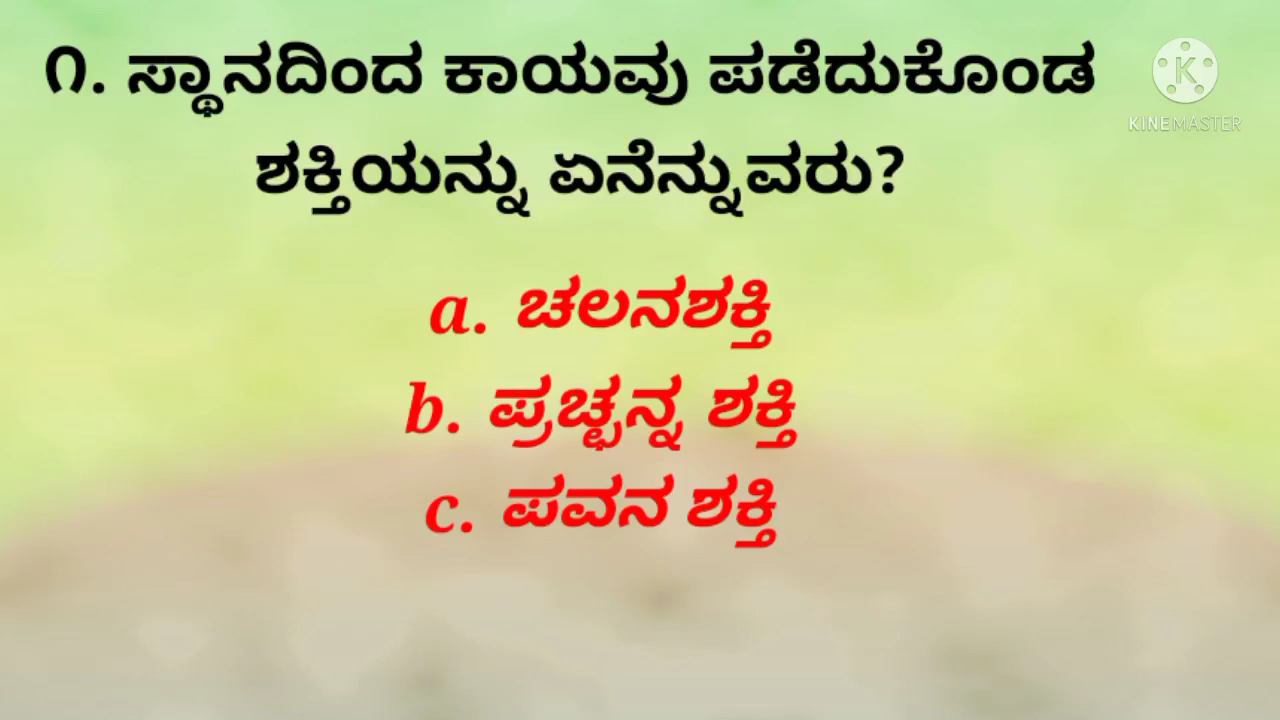 ೧. ಸ್ಥಾನದಿಂದ ಕಾಯವು ಪಡೆದುಕೊಂಡ
ಶಕ್ತಿಯನ್ನು ಏನೆನ್ನುವರು?
a. ಚಲನಶಕ್ತಿ
b. ಪ್ರಚ್ಛನ್ನ ಶಕ್ತಿ
c. ಪವನ ಶಕ್ತಿ
K
KINEMASTER